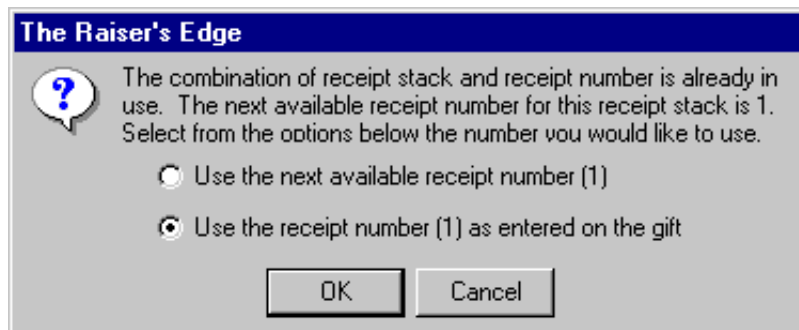 The Raiser's Edge
The combination of receipt stack and receipt number is already in
use. The next available receipt number for this receipt stack is 1.
Select from the options below the number you would like to use.
Use the next available receipt number (1)
Use the receipt number (1) as entered on the gift
OK Cancel